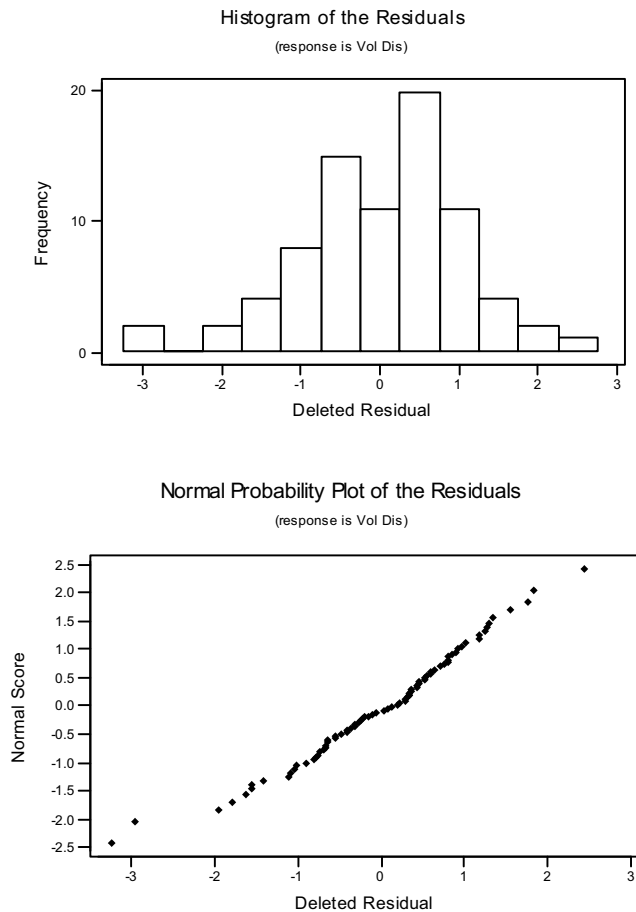 Histogram of the Residuals
(response is Vol Dis)
20
10
0
Frequency
-3 -2 -1 0 1 2 3
Deleted Residual
Normal Probability Plot of the Residuals
(response is Vol Dis)
2.5
2.0
1.5
1.0
0.5
0.0
-0.5
-1.0
-1.5
-2.0
-2.5
Normal Score
-3 -2 -1 0 1 2 3
Deleted Residual